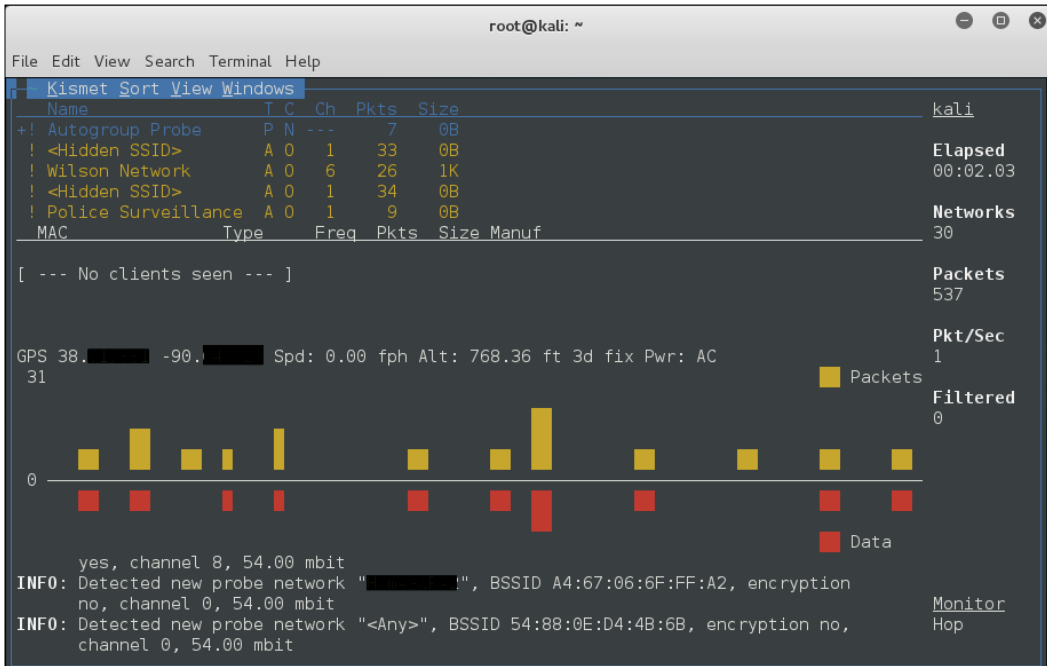 root@kali: ~
File Edit View Search Terminal Help
~ Kismet Sort View Windows
Name T C Ch Pkts Size
kali
+! Autogroup Probe P N --- 7 0B
! <Hidden SSID> A O 1 33 0B
Elapsed
! Wilson Network A O 6 26 1K
00:02.03
! <Hidden SSID> A O 1 34 0B
! Police Surveillance A O 1 9 0B
Networks
MAC Type Freq Pkts Size Manuf
30
[ --- No clients seen --- ]
Packets
537
Pkt/Sec
GPS 38. -90. Spd: 0.00 fph Alt: 768.36 ft 3d fix Pwr: AC
1
31
Packets
Filtered
0
0
Data
yes, channel 8, 54.00 mbit
INFO: Detected new probe network "", BSSID A4:67:06:6F:FF:A2, encryption
no, channel 0, 54.00 mbit
Monitor
INFO: Detected new probe network "<Any>", BSSID 54:88:0E:D4:4B:6B, encryption no,
Hop
channel 0, 54.00 mbit